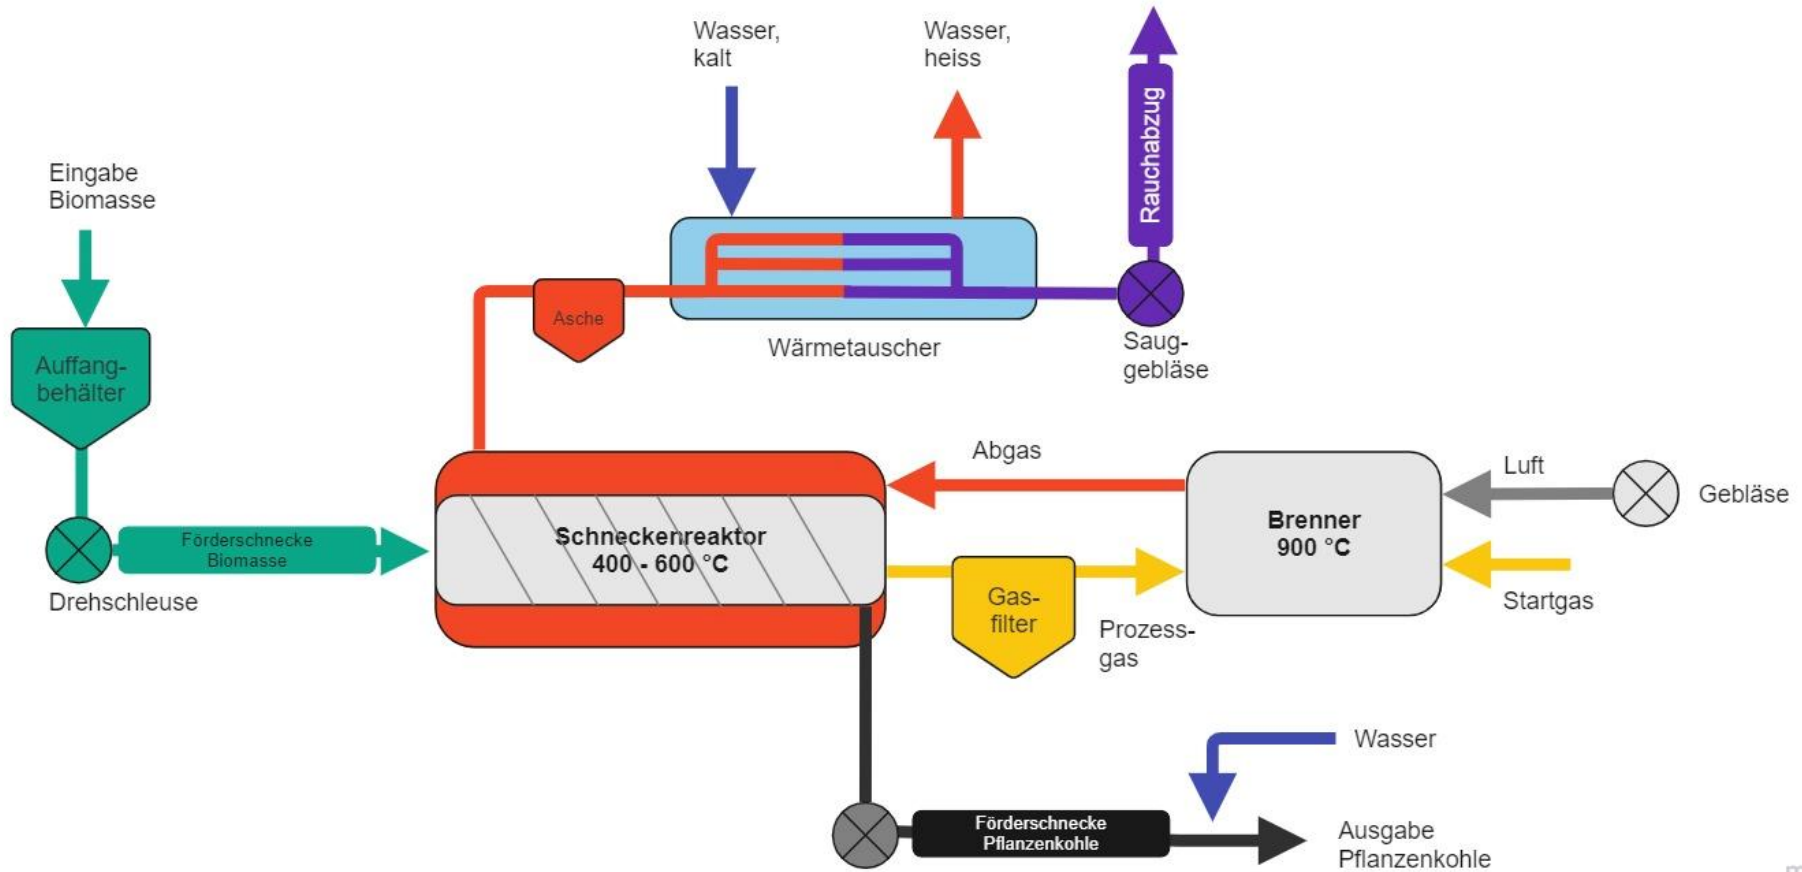 Wasser,
kalt
Wasser,
heiss
Rauchabzug
Eingabe
Biomasse
Auffang-
behälter
Asche
Wärmetauscher
Saug-
gebläse
Abgas
Luft
Gebläse
Brenner
900 °C
Schneckenreaktor
400 - 600 °C
Förderschnecke
Biomasse
Drehschleuse
Gas-
filter
Prozess-
gas
Startgas
Wasser
Förderschnecke
Pflanzenkohle
Ausgabe
Pflanzenkohle